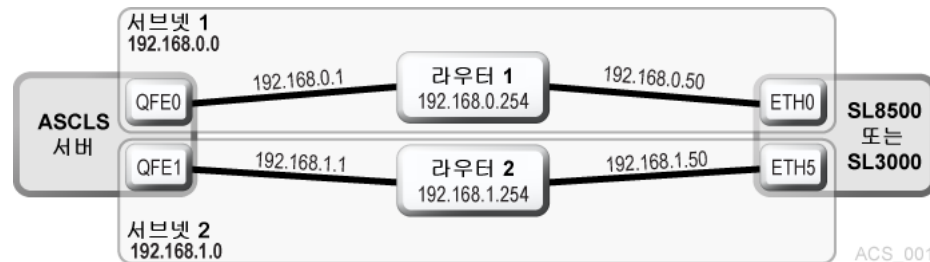 서브넷 1
192.168.0.0
QFE0
192.168.0.1
라우터 1
192.168.0.254
192.168.0.50
ETH0
ASCLS
서버
SL8500
또는
SL3000
QFE1
192.168.1.1
라우터 2
192.168.1.254
192.168.1.50
ETH5
서브넷 2
192.168.1.0
ACS_001